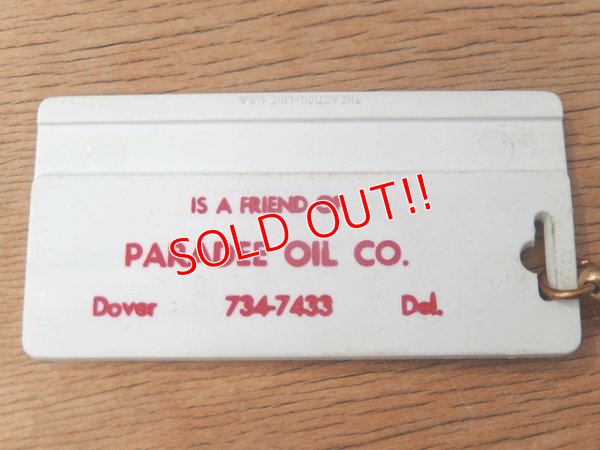 THE ACTION-LINE U.S.A.
IS A FRIEND OF
PARADEE OIL CO.
Dover 734-7433 Del.
SOLD OUT!!